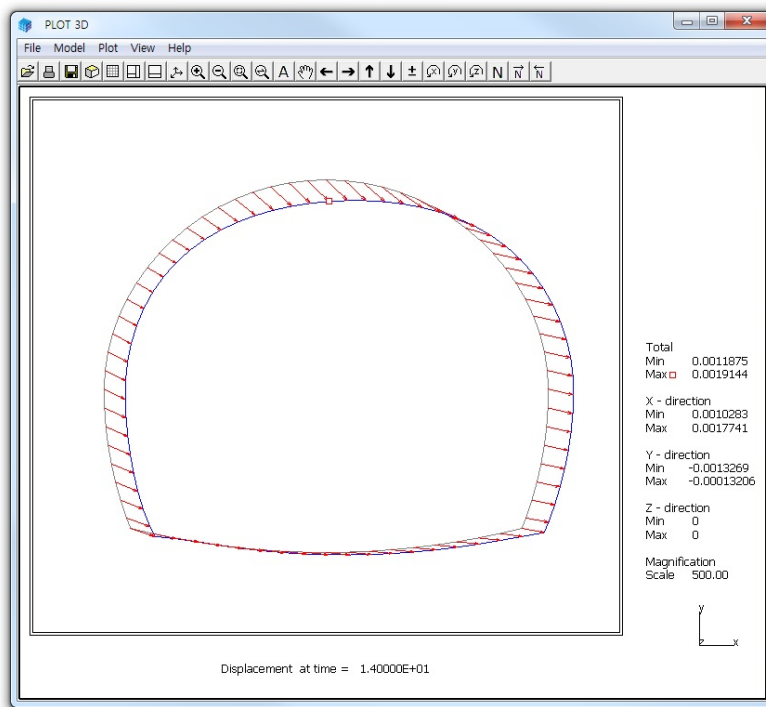 PLOT 3D
File Model Plot View Help
A ± x y z N N N
Total
Min 0.0011875
Max 0.0019144
X - direction
Min 0.0010283
Max 0.0017741
Y - direction
Min -0.0013269
Max -0.00013206
Z - direction
Min 0
Max 0
Magnification
Scale 500.00
y
z x
Displacement at time = 1.40000E+01